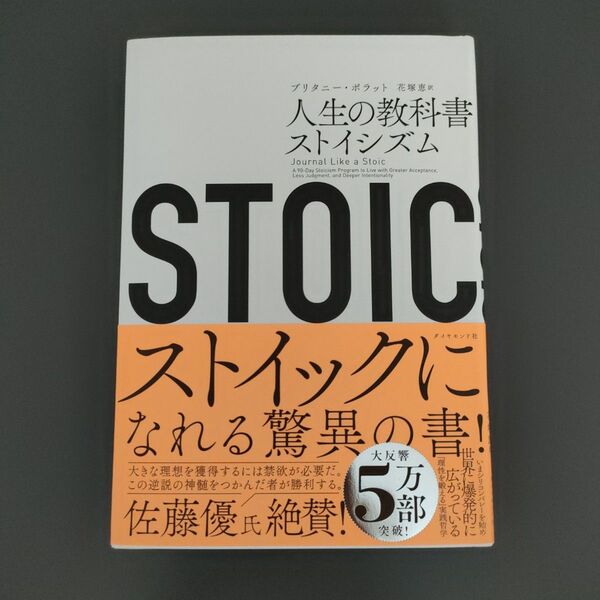 ブリタニー・ポラット 花塚恵 訳
人生の教科書
ストイシズム
Journal Like a Stoic
A 90-Day Stoicism Program to Live with Greater Acceptance,
Less Judgment, and Deeper Intentionality
STOIC
ダイヤモンド社
ストイックに
なれる驚異の書!
大きな理想を獲得するには禁欲が必要だ。
この逆説の神髄をつかんだ者が勝利する。
佐藤優氏絶賛!
大反響
5万部
突破!
いまシリコンバレーを始め
世界に爆発的に
広がっている
理性を鍛える「実践哲学」